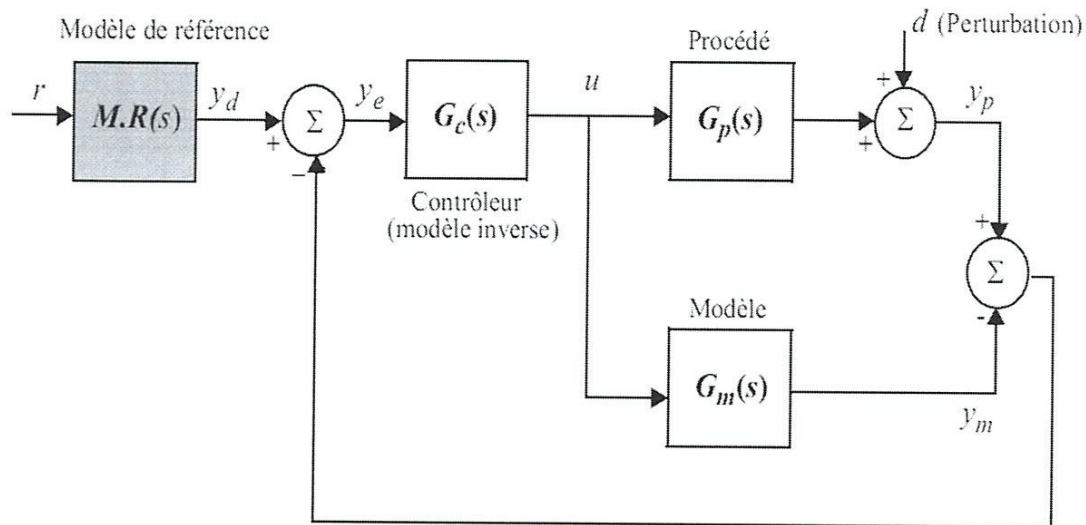 Modèle de référence
r
M.R(s)
y_d
+
−
Σ
y_e
G_c(s)
Contrôleur
(modèle inverse)
u
Procédé
G_p(s)
d (Perturbation)
+
+
Σ
y_p
+
Σ
-
Modèle
G_m(s)
y_m